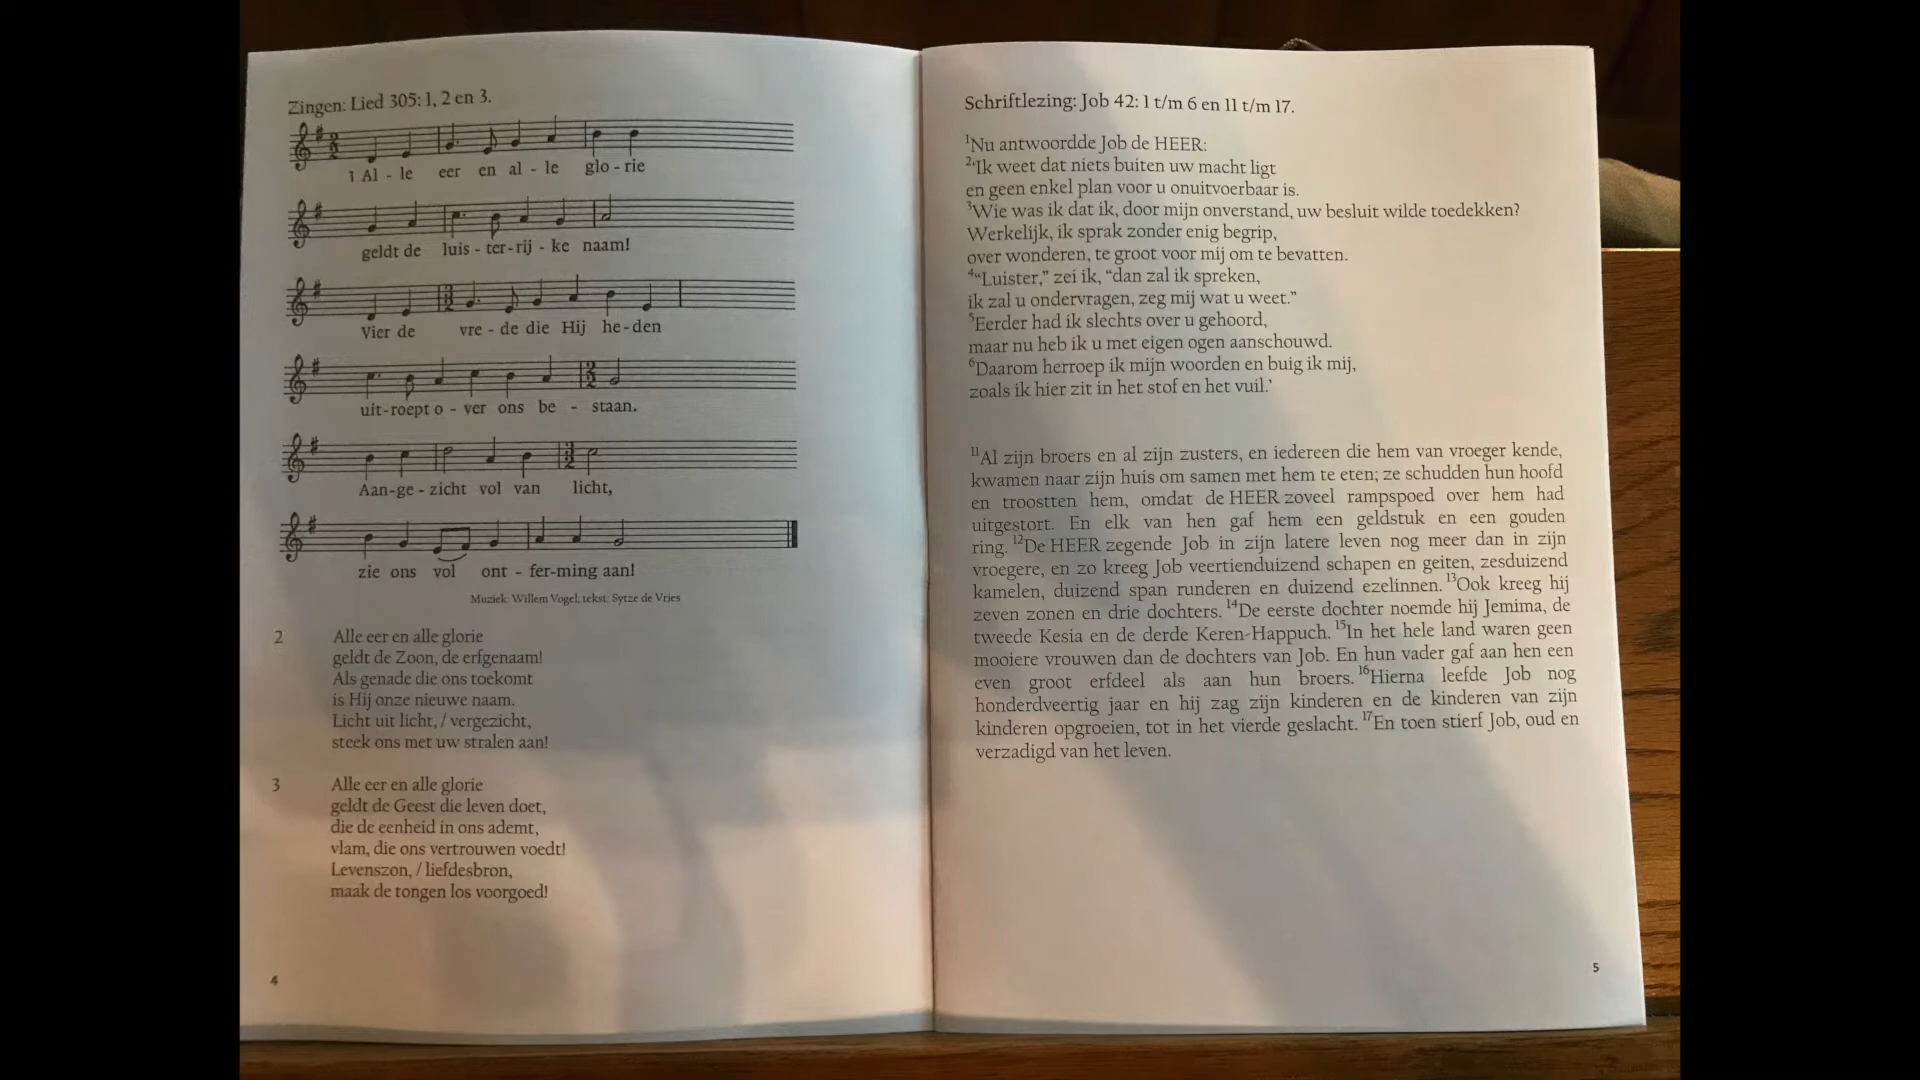 Zingen: Lied 305: 1, 2 en 3.
1 Al - le eer en al - le glo - rie
geldt de luis - ter - rij - ke naam!
Vier de vre - de die Hij he - den
uit - roept o - ver ons be - staan.
Aan - ge - zicht vol van licht,
zie ons vol ont - fer - ming aan!
Muziek: Willem Vogel; tekst: Sytze de Vries
2 Alle eer en alle glorie
geldt de Zoon, de erfgenaam!
Als genade die ons toekomt
is Hij onze nieuwe naam.
Licht uit licht, / vergezicht,
steek ons met uw stralen aan!
3 Alle eer en alle glorie
geldt de Geest die leven doet,
die de eenheid in ons ademt,
vlam, die ons vertrouwen voedt!
Levenszon, / liefdesbron,
maak de tongen los voorgoed!
4
Schriftlezing: Job 42: 1 t/m 6 en 11 t/m 17.
1Nu antwoordde Job de HEER:
2‘Ik weet dat niets buiten uw macht ligt
en geen enkel plan voor u onuitvoerbaar is.
3Wie was ik dat ik, door mijn onverstand, uw besluit wilde toedekken?
Werkelijk, ik sprak zonder enig begrip,
over wonderen, te groot voor mij om te bevatten.
4“Luister,” zei ik, “dan zal ik spreken,
ik zal u ondervragen, zeg mij wat u weet.”
5Eerder had ik slechts over u gehoord,
maar nu heb ik u met eigen ogen aanschouwd.
6Daarom herroep ik mijn woorden en buig ik mij,
zoals ik hier zit in het stof en het vuil.’
11Al zijn broers en al zijn zusters, en iedereen die hem van vroeger kende,
kwamen naar zijn huis om samen met hem te eten; ze schudden hun hoofd
en troostten hem, omdat de HEER zoveel rampspoed over hem had
uitgestort. En elk van hen gaf hem een geldstuk en een gouden
ring. 12De HEER zegende Job in zijn latere leven nog meer dan in zijn
vroegere, en zo kreeg Job veertienduizend schapen en geiten, zesduizend
kamelen, duizend span runderen en duizend ezelinnen. 13Ook kreeg hij
zeven zonen en drie dochters. 14De eerste dochter noemde hij Jemima, de
tweede Kesia en de derde Keren-Happuch. 15In het hele land waren geen
mooiere vrouwen dan de dochters van Job. En hun vader gaf aan hen een
even groot erfdeel als aan hun broers. 16Hierna leefde Job nog
honderdveertig jaar en hij zag zijn kinderen en de kinderen van zijn
kinderen opgroeien, tot in het vierde geslacht. 17En toen stierf Job, oud en
verzadigd van het leven.
5